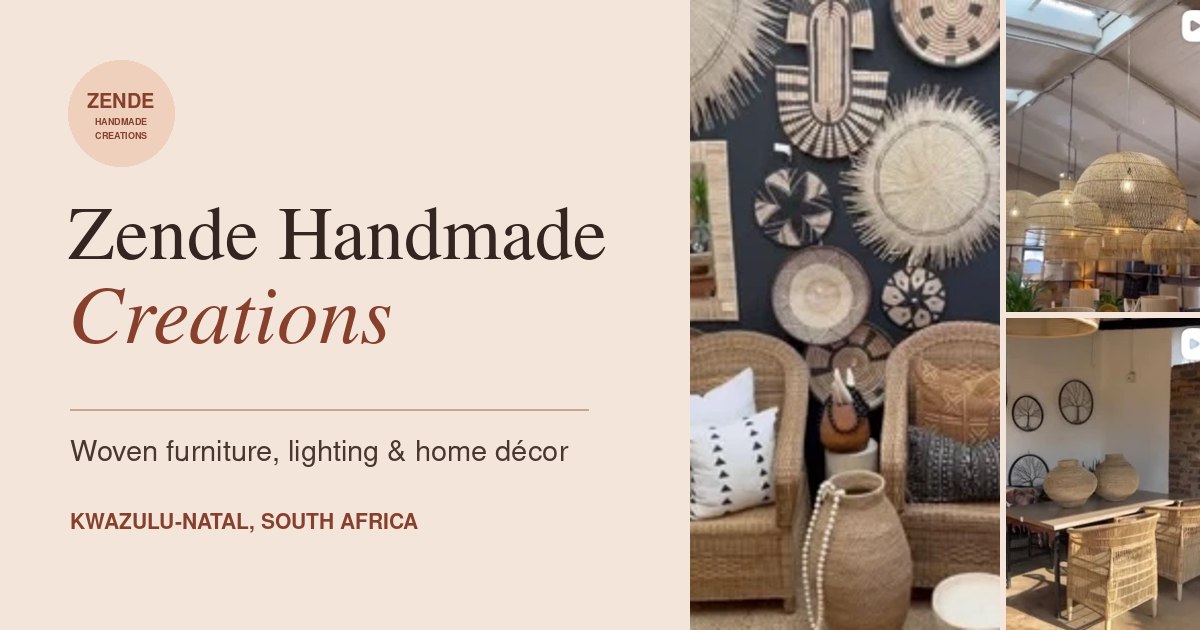 ZENDE
HANDMADE
CREATIONS
Zende Handmade
Creations
Woven furniture, lighting & home décor
KWAZULU-NATAL, SOUTH AFRICA